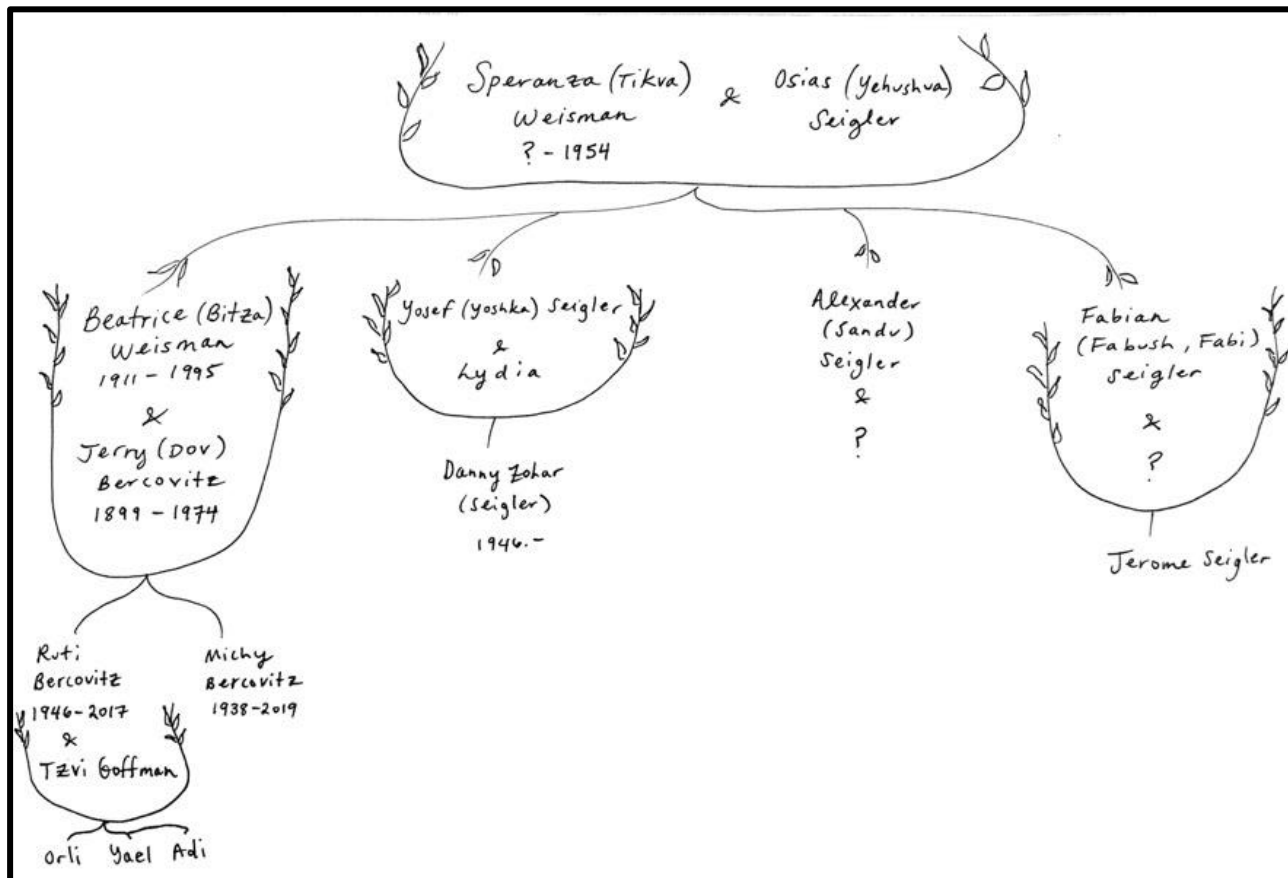 Speranza (Tikva)
Weisman
? - 1954
&
Osias (Yehushua)
Seigler
Beatrice (Bitza)
Weisman
1911 - 1995
&
Jerry (Dov)
Bercovitz
1899 - 1974
Yosef (Yoshka) Seigler
&
Lydia
Danny Zohar
(Seigler)
1946.-
Alexander
(Sandu)
Seigler
&
?
Fabian
(Fabush, Fabi)
Seigler
&
?
Jerome Seigler
Ruti
Bercovitz
1946-2017
&
Tzvi Goffman
Michy
Bercovitz
1938-2019
Orli Yael Adi